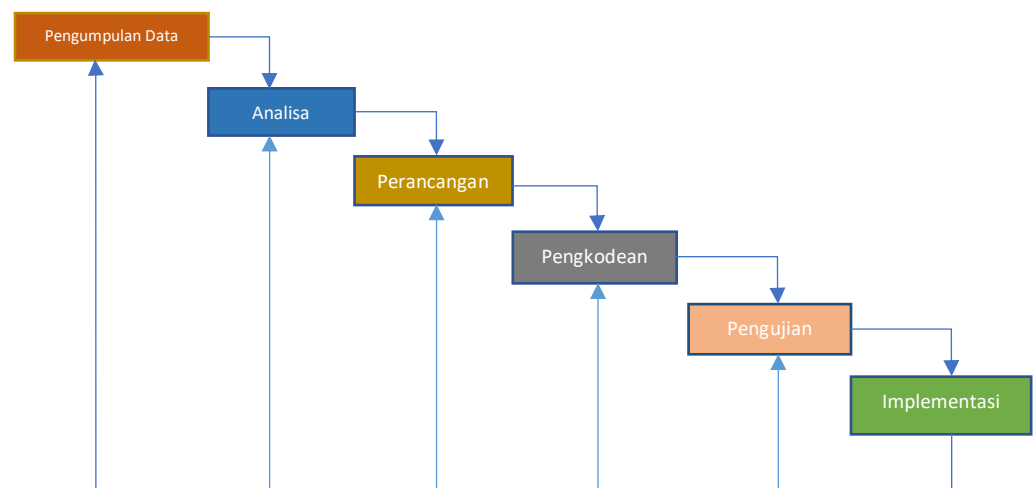 Pengumpulan Data
Analisa
Perancangan
Pengkodean
Pengujian
Implementasi